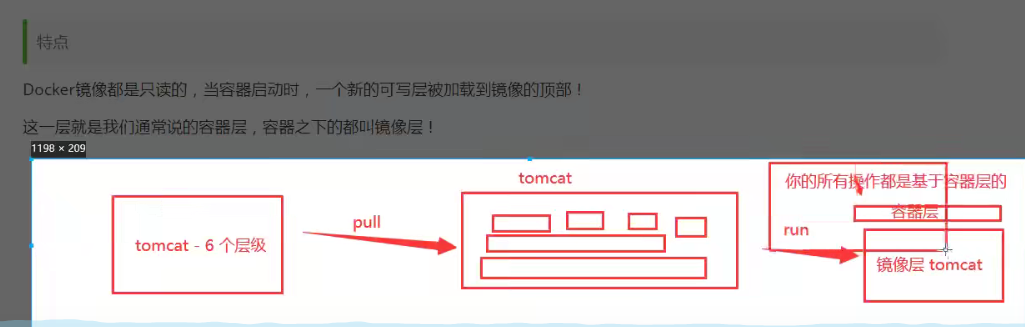 特点
Docker镜像都是只读的，当容器启动时，一个新的可写层被加载到镜像的顶部！
这一层就是我们通常说的容器层，容器之下的都叫镜像层！
1198 × 209
tomcat
你的所有操作都是基于容器层的
容器层
pull
run
tomcat - 6 个层级
镜像层 tomcat